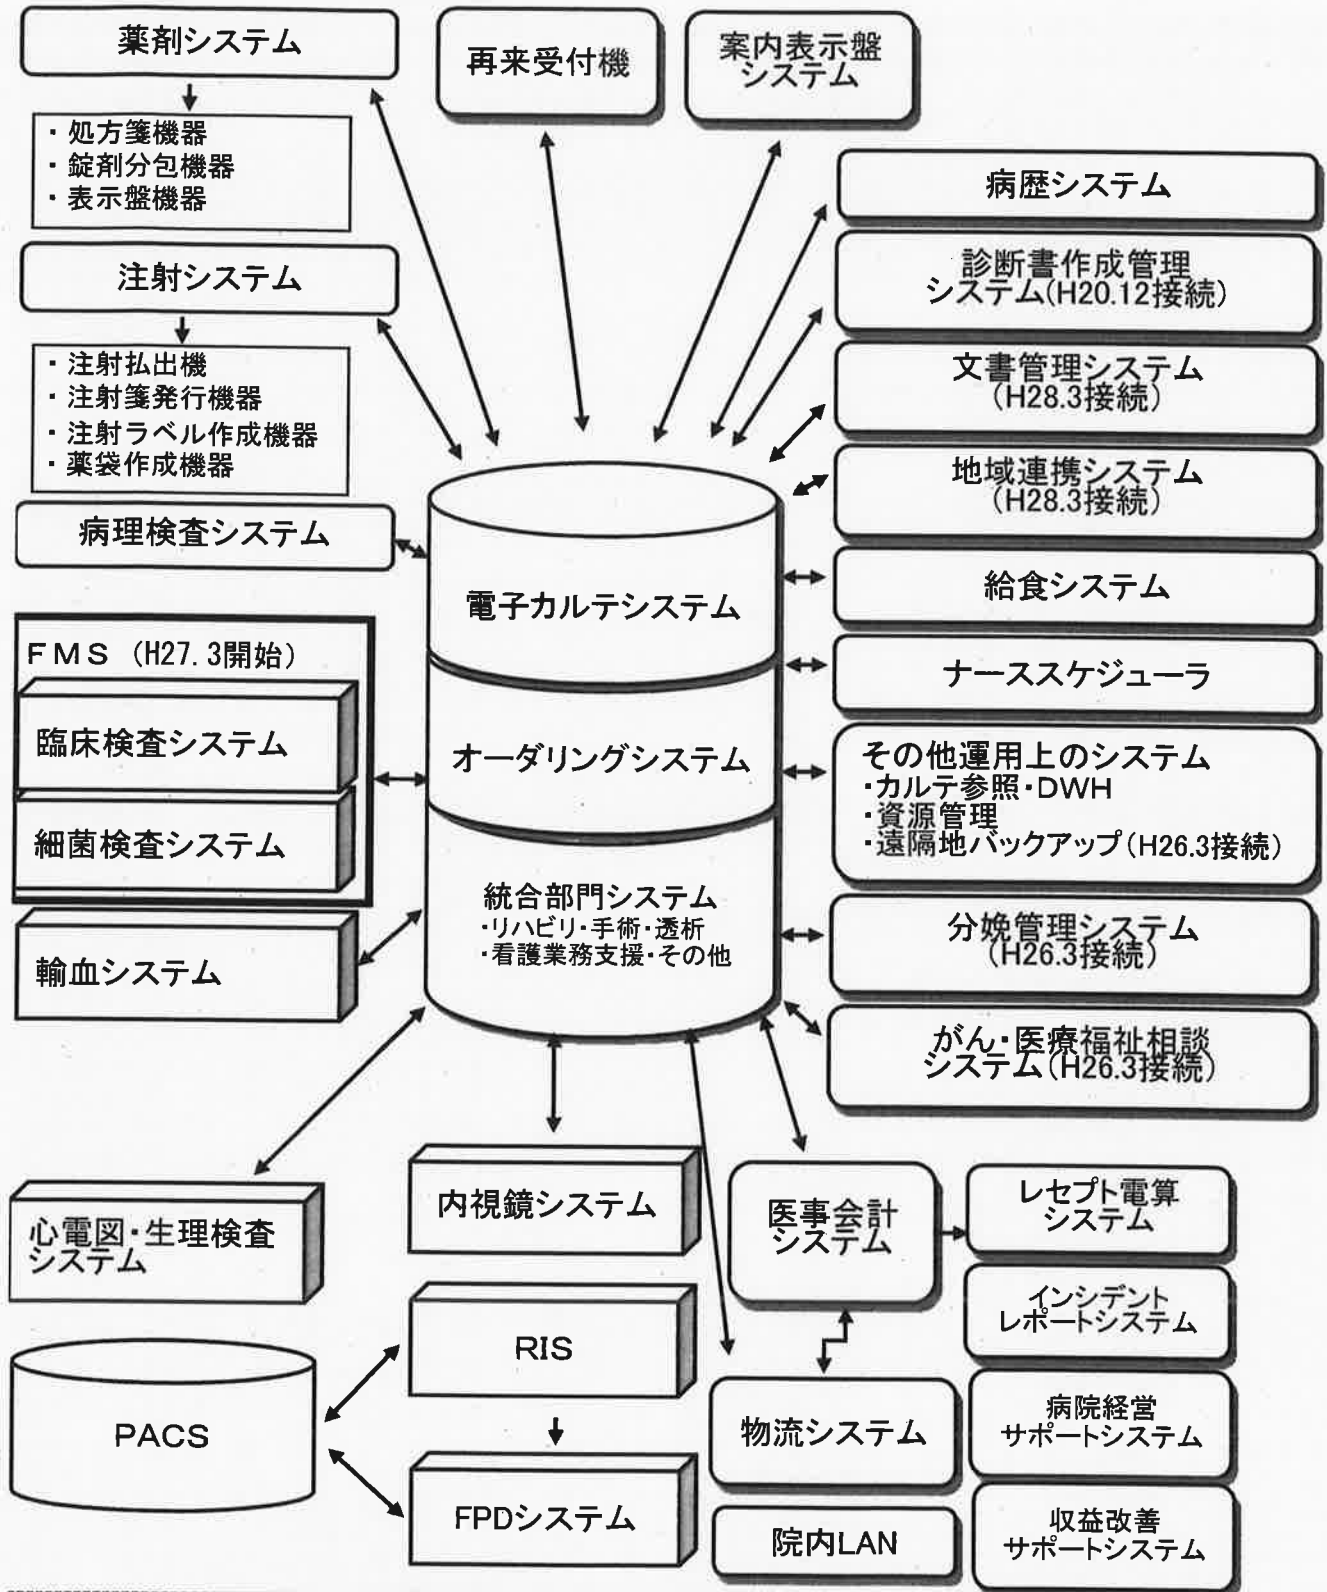 薬剤システム
・処方箋機器
・錠剤分包機器
・表示盤機器
注射システム
・注射払出機
・注射箋発行機器
・注射ラベル作成機器
・薬袋作成機器
病理検査システム
FMS (H27.3開始)
臨床検査システム
細菌検査システム
輸血システム
心電図・生理検査
システム
PACS
再来受付機
案内表示盤
システム
電子カルテシステム
オーダリングシステム
統合部門システム
・リハビリ・手術・透析
・看護業務支援・その他
内視鏡システム
RIS
FPDシステム
病歴システム
診断書作成管理
システム(H20.12接続)
文書管理システム
(H28.3接続)
地域連携システム
(H28.3接続)
給食システム
ナーススケジューラ
その他運用上のシステム
・カルテ参照・DWH
・資源管理
・遠隔地バックアップ(H26.3接続)
分娩管理システム
(H26.3接続)
がん・医療福祉相談
システム(H26.3接続)
医事会計
システム
物流システム
院内LAN
レセプト電算
システム
インシデント
レポートシステム
病院経営
サポートシステム
収益改善
サポートシステム